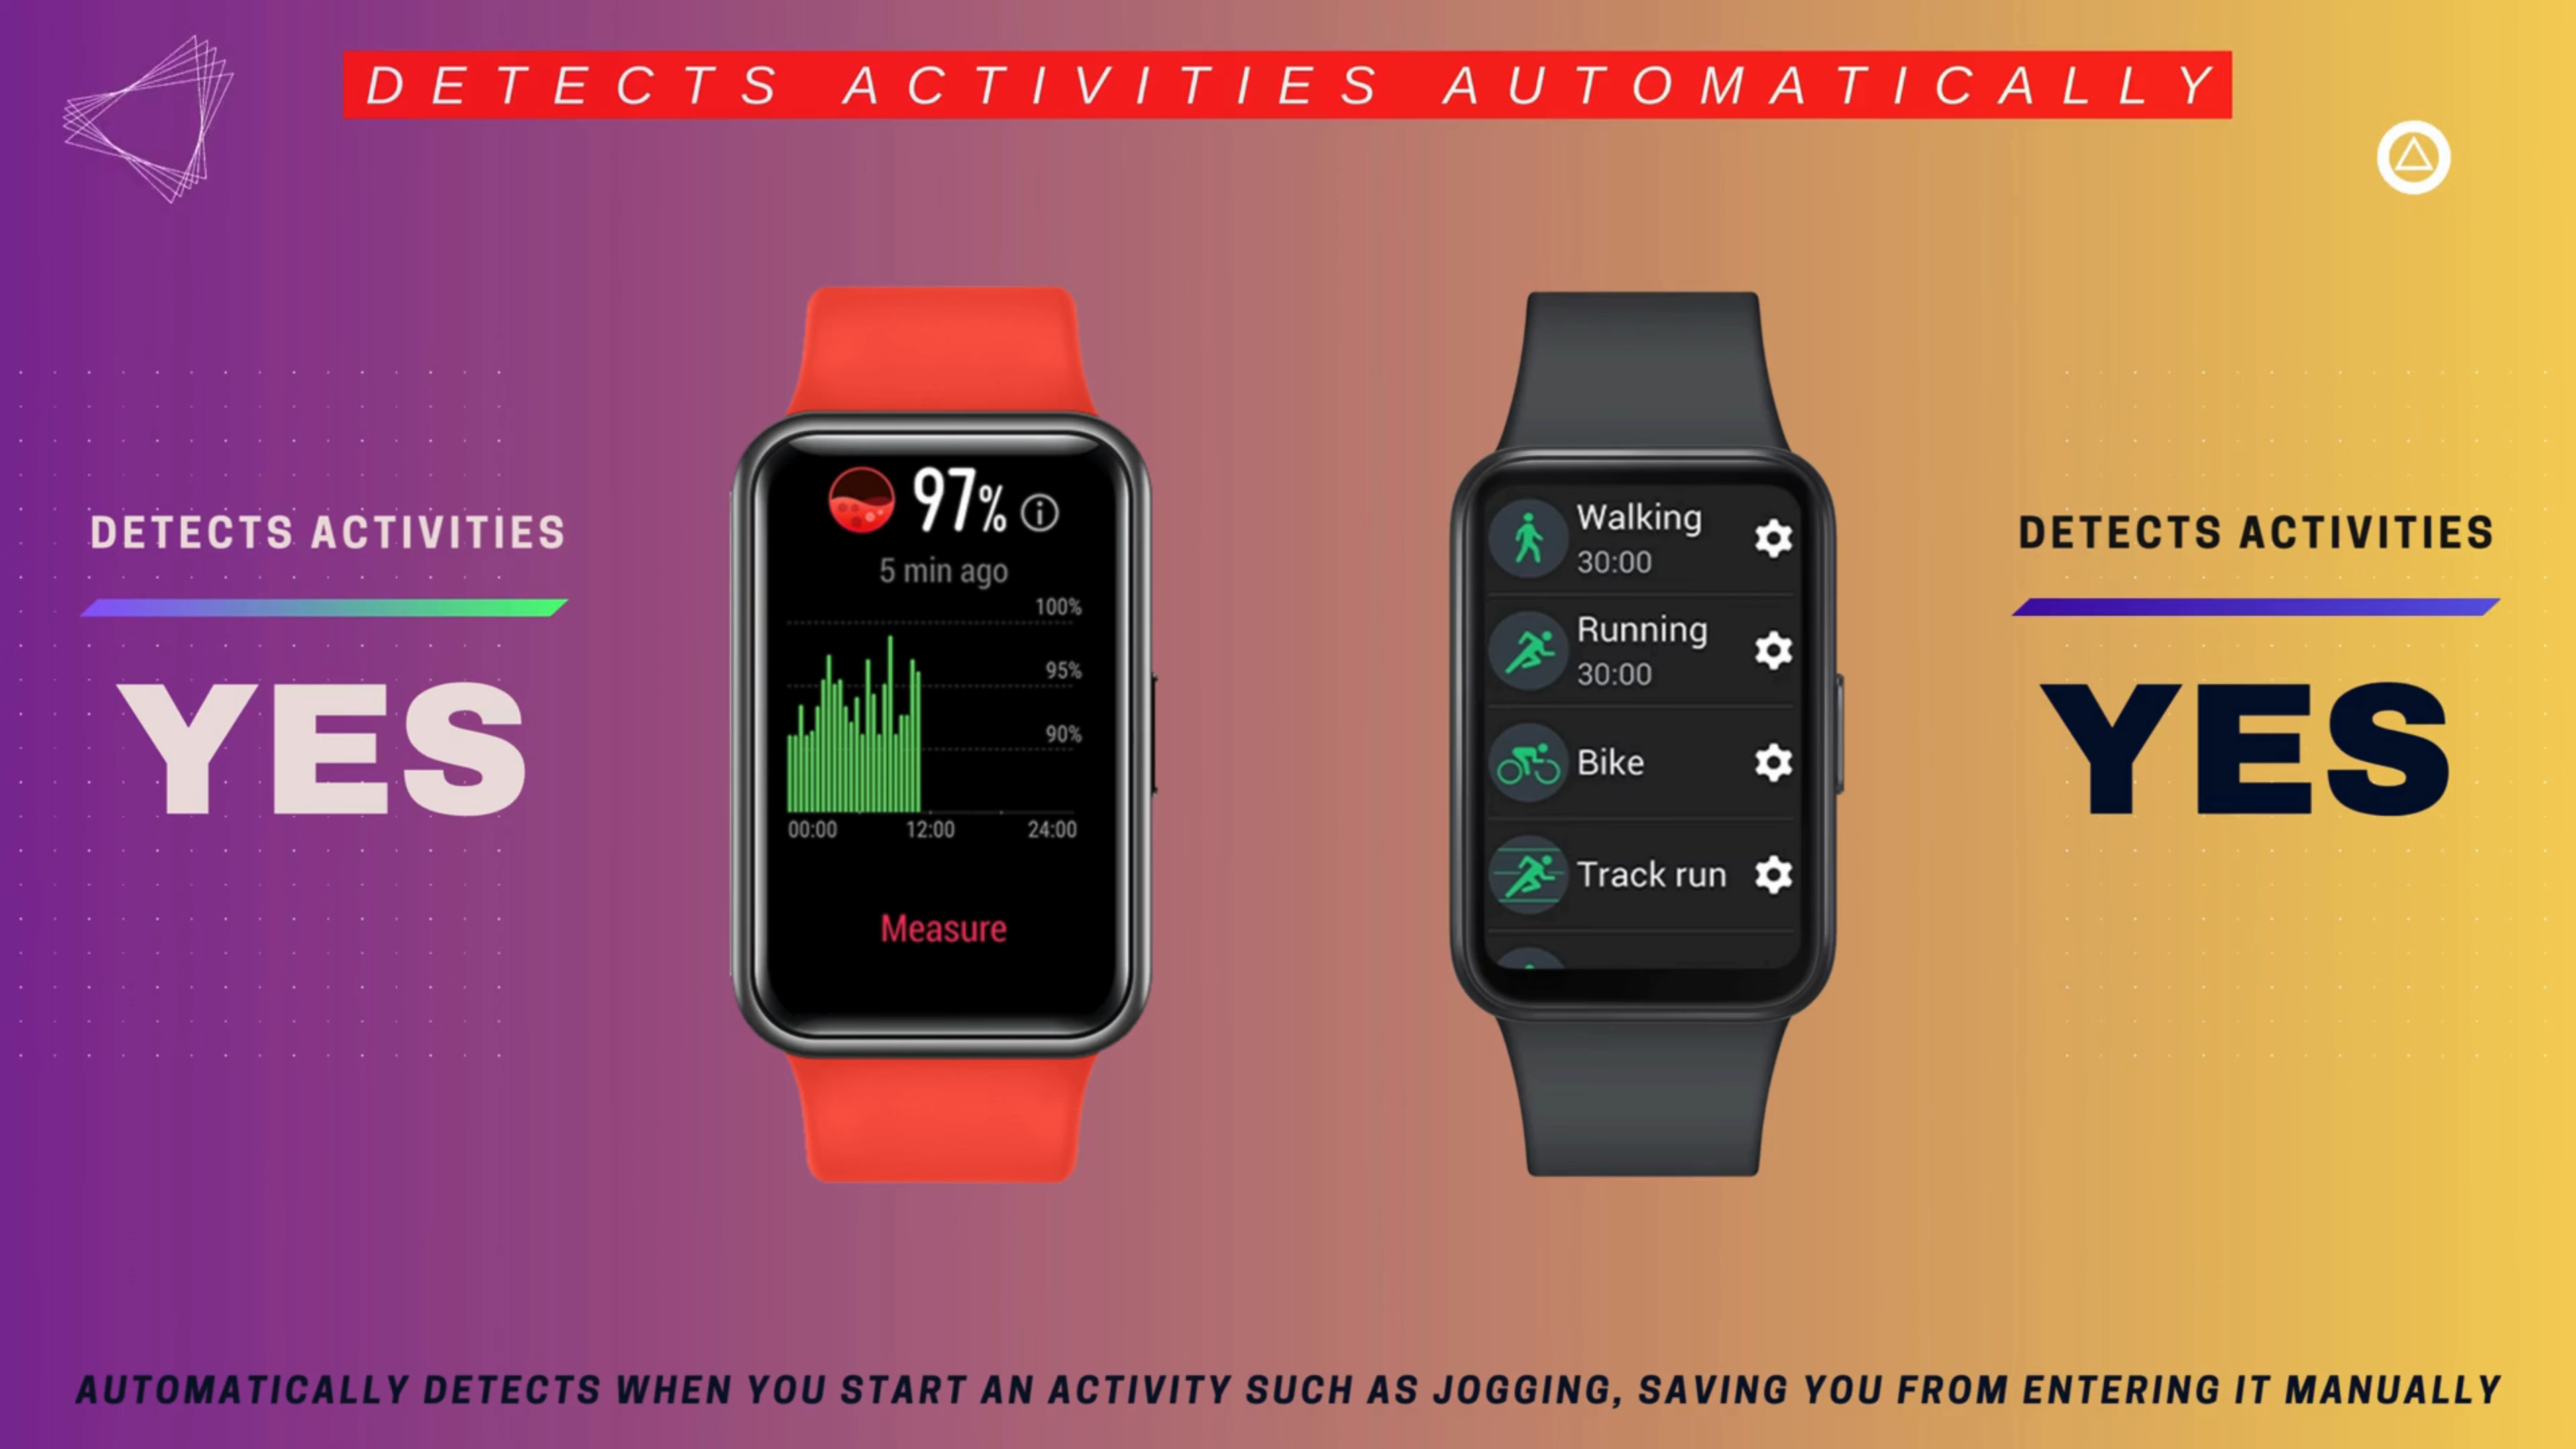 DETECTS ACTIVITIES AUTOMATICALLY
DETECTS ACTIVITIES
YES
97%
5 min ago
100%
95%
90%
00:00 12:00 24:00
Measure
Walking
30:00
Running
30:00
Bike
Track run
DETECTS ACTIVITIES
YES
AUTOMATICALLY DETECTS WHEN YOU START AN ACTIVITY SUCH AS JOGGING, SAVING YOU FROM ENTERING IT MANUALLY